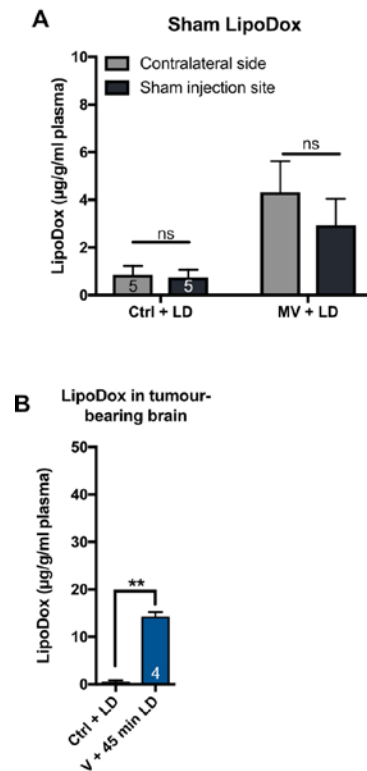 A
Sham LipoDox
LipoDox (µg/g/ml plasma)
10
8
6
4
2
0
Contralateral side
Sham injection site
ns
ns
5
5
Ctrl + LD
MV + LD
B
LipoDox in tumour-
bearing brain
LipoDox (µg/g/ml plasma)
50
40
30
20
10
0
**
4
Ctrl + LD
V + 45 min LD